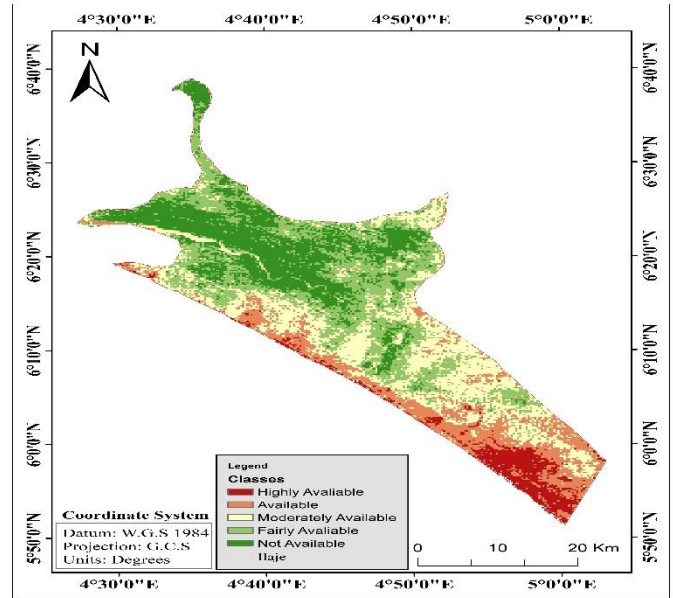 4°30'0"E 4°40'0"E 4°50'0"E 5°0'0"E
N
6°40'0"N 6°40'0"N
6°30'0"N 6°30'0"N
6°20'0"N 6°20'0"N
6°10'0"N 6°10'0"N
6°0'0"N 6°0'0"N
5°50'0"N 5°50'0"N
Legend
Classes
Highly Avaliable
Available
Moderately Available
Fairly Avaliable
Not Available
Ilaje
Coordinate System
Datum: W.G.S 1984
Projection: G.C.S
Units: Degrees
0 10 20 Km
4°30'0"E 4°40'0"E 4°50'0"E 5°0'0"E